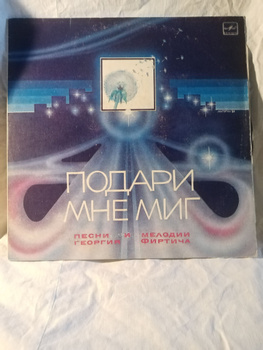 ПОДАРИ
МНЕ МИГ
ПЕСНИ И МЕЛОДИИ
ГЕОРГИЯ ФИРТИЧА